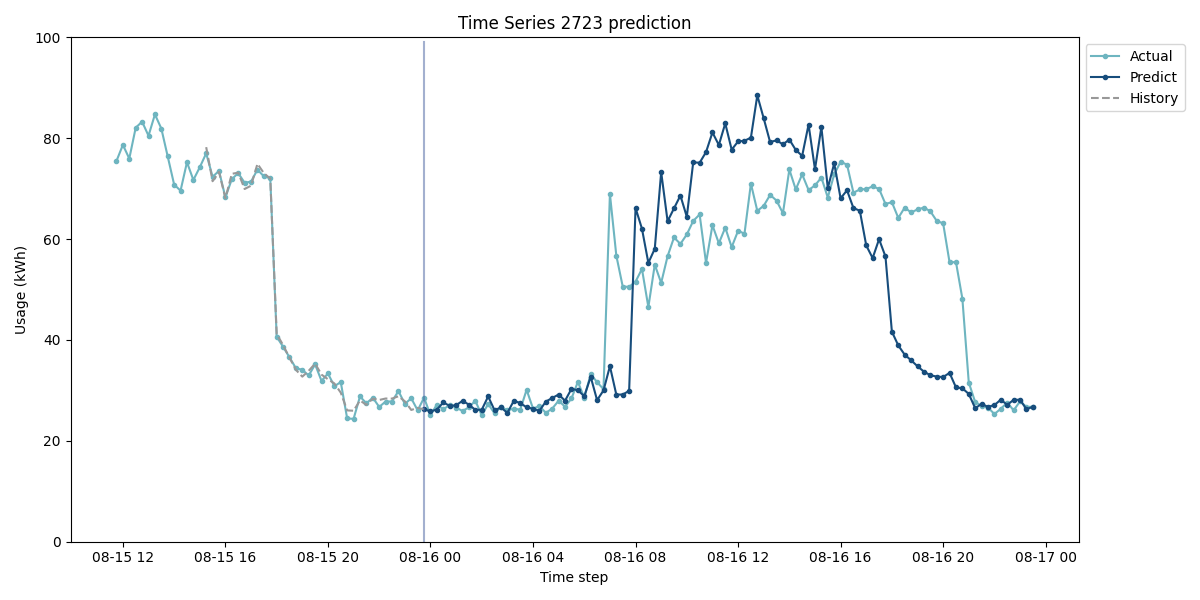 Time Series 2723 prediction
Usage (kWh)
100
80
60
40
20
0
08-15 12
08-15 16
08-15 20
08-16 00
08-16 04
08-16 08
08-16 12
08-16 16
08-16 20
08-17 00
Time step
Actual
Predict
History